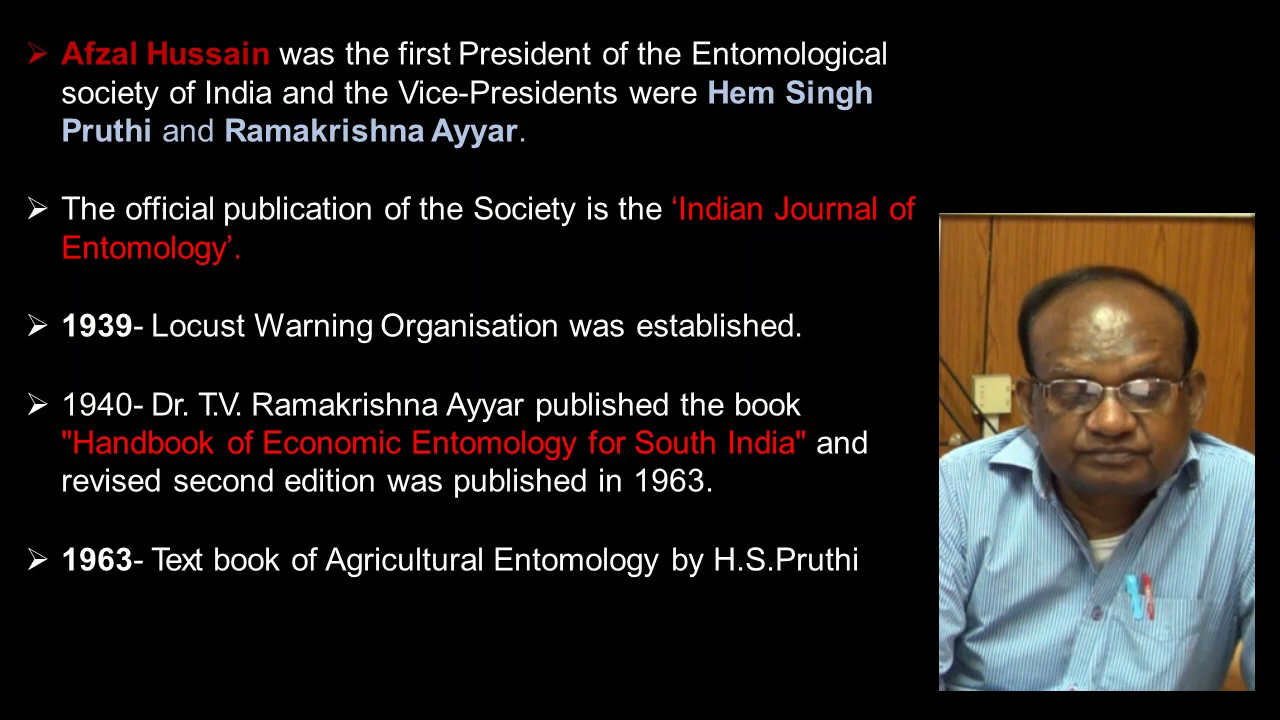 ➢ Afzal Hussain was the first President of the Entomological
society of India and the Vice-Presidents were Hem Singh
Pruthi and Ramakrishna Ayyar.
➢ The official publication of the Society is the ‘Indian Journal of
Entomology’.
➢ 1939- Locust Warning Organisation was established.
➢ 1940- Dr. T.V. Ramakrishna Ayyar published the book
"Handbook of Economic Entomology for South India" and
revised second edition was published in 1963.
➢ 1963- Text book of Agricultural Entomology by H.S.Pruthi